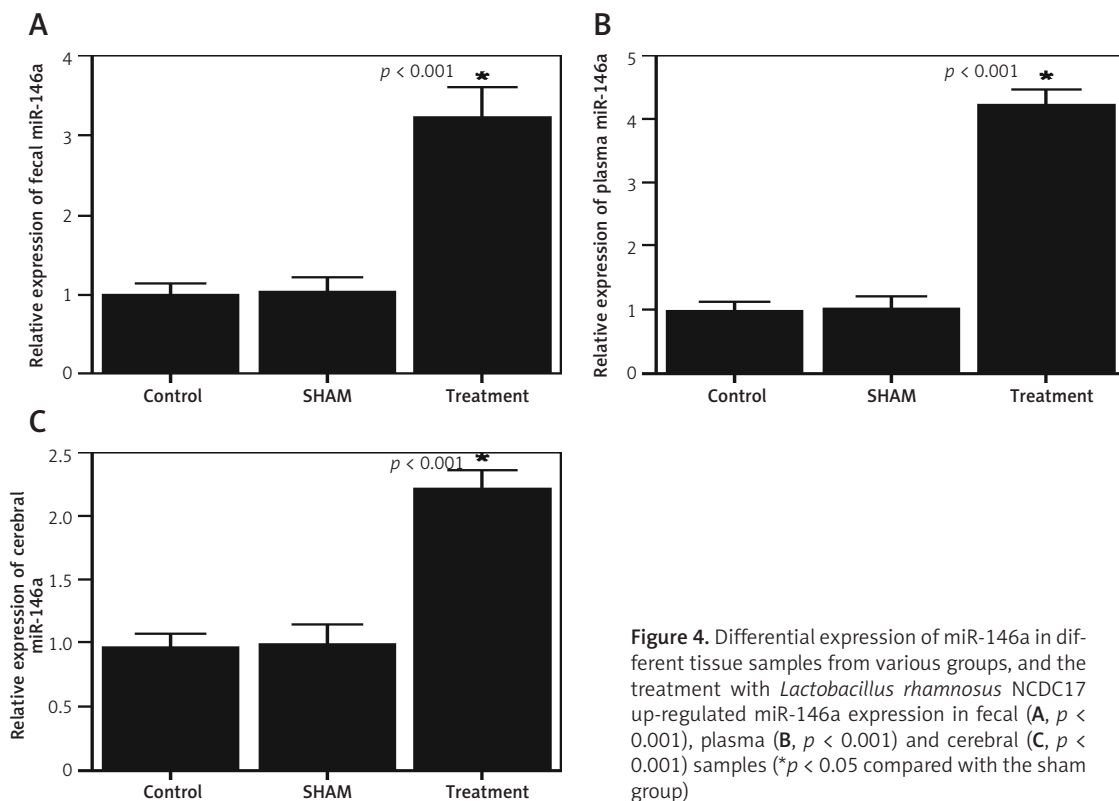 A
Relative expression of fecal miR-146a
4
3
2
1
0
p < 0.001
*
Control SHAM Treatment
B
Relative expression of plasma miR-146a
5
4
3
2
1
0
p < 0.001
*
Control SHAM Treatment
C
Relative expression of cerebral
miR-146a
2.5
2.0
1.5
1.0
0.5
0
p < 0.001
*
Control SHAM Treatment
Figure 4. Differential expression of miR-146a in dif-
ferent tissue samples from various groups, and the
treatment with Lactobacillus rhamnosus NCDC17
up-regulated miR-146a expression in fecal (A, p <
0.001), plasma (B, p < 0.001) and cerebral (C, p <
0.001) samples (*p < 0.05 compared with the sham
group)